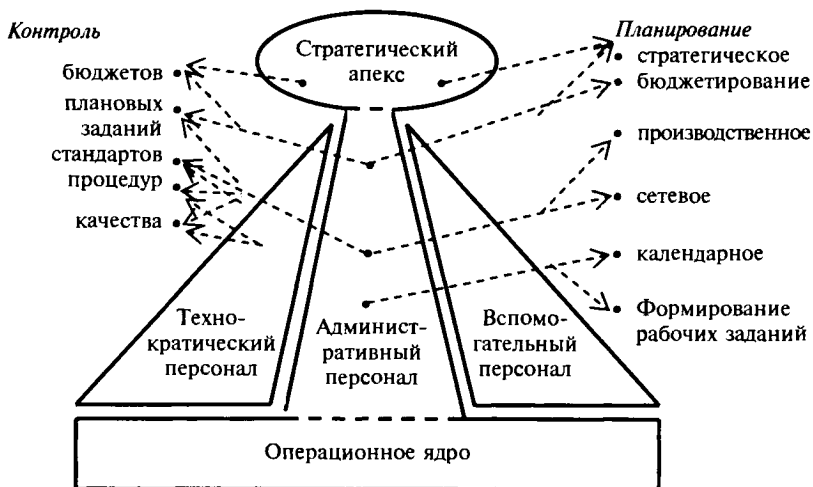 Контроль
бюджетов
плановых
заданий
стандартов
процедур
качества
Стратегический
апекс
Планирование
стратегическое
бюджетирование
производственное
сетевое
календарное
Формирование
рабочих заданий
Техно-
кратический
персонал
Админист-
ративный
персонал
Вспомо-
гательный
персонал
Операционное ядро